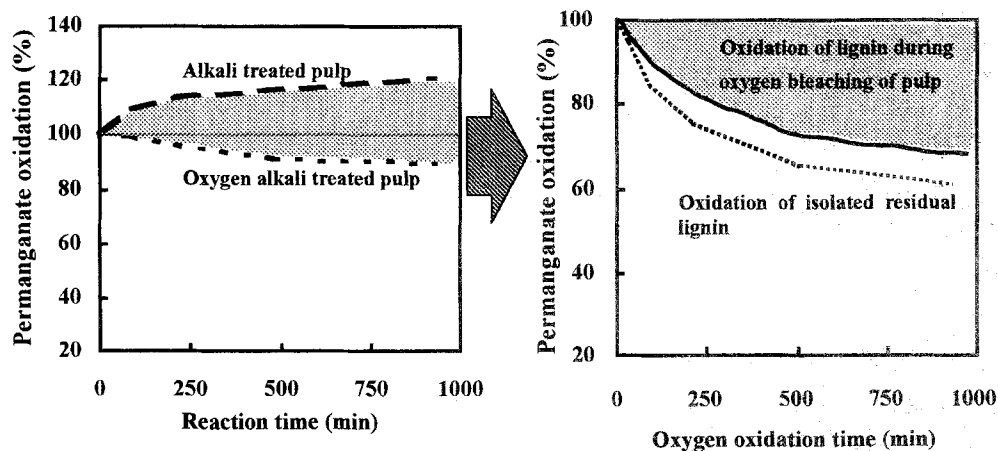 140
120
100
80
60
40
20
Permanganate oxidation (%)
Alkali treated pulp
Oxygen alkali treated pulp
0 250 500 750 1000
Reaction time (min)
100
80
60
40
20
Permanganate oxidation (%)
Oxidation of lignin during
oxygen bleaching of pulp
Oxidation of isolated residual
lignin
0 250 500 750 1000
Oxygen oxidation time (min)